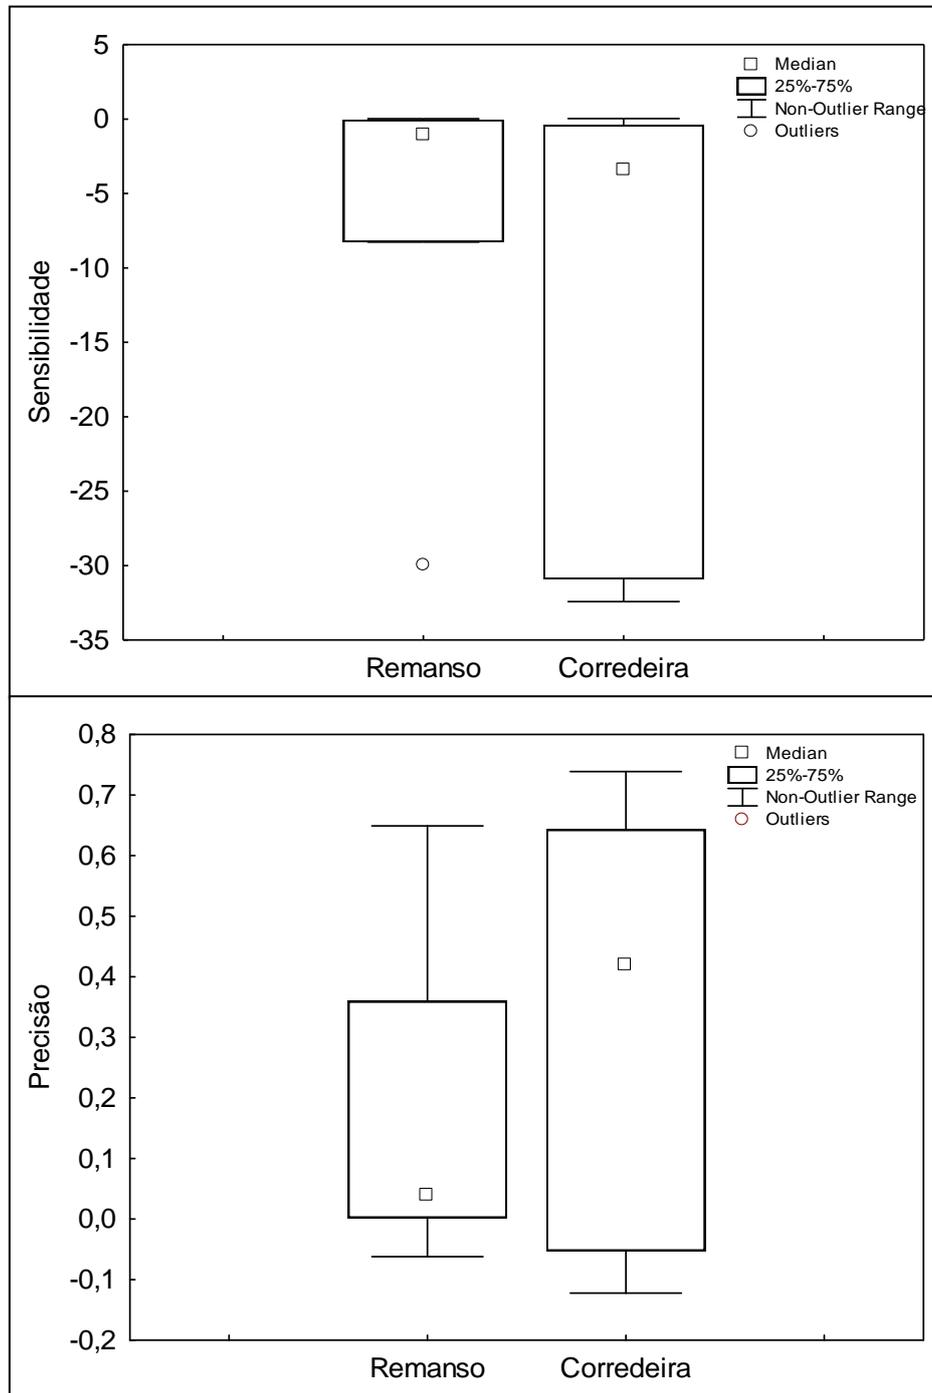 5
0
-5
-10
-15
-20
-25
-30
-35
Sensibilidade
Remanso
Corredeira
Median
25%-75%
Non-Outlier Range
Outliers
0,8
0,7
0,6
0,5
0,4
0,3
0,2
0,1
0,0
-0,1
-0,2
Precisão
Remanso
Corredeira
Median
25%-75%
Non-Outlier Range
Outliers